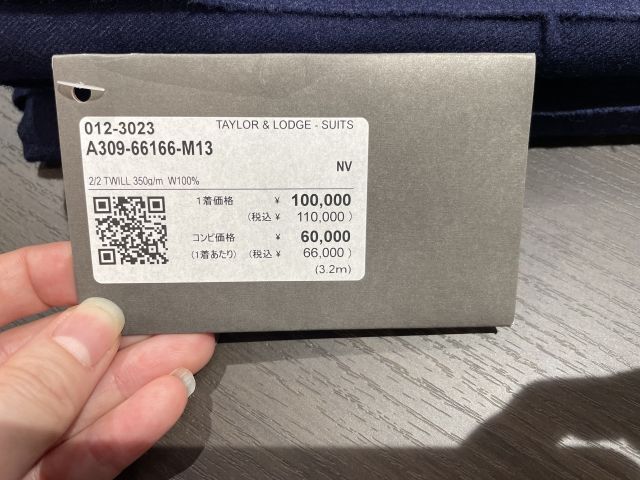 012-3023 TAYLOR & LODGE - SUITS
A309-66166-M13
NV
2/2 TWILL 350g/m W100%
1着価格 ¥ 100,000
(税込 ¥ 110,000 )
コンビ価格 ¥ 60,000
(1着あたり) (税込 ¥ 66,000 )
(3.2m)